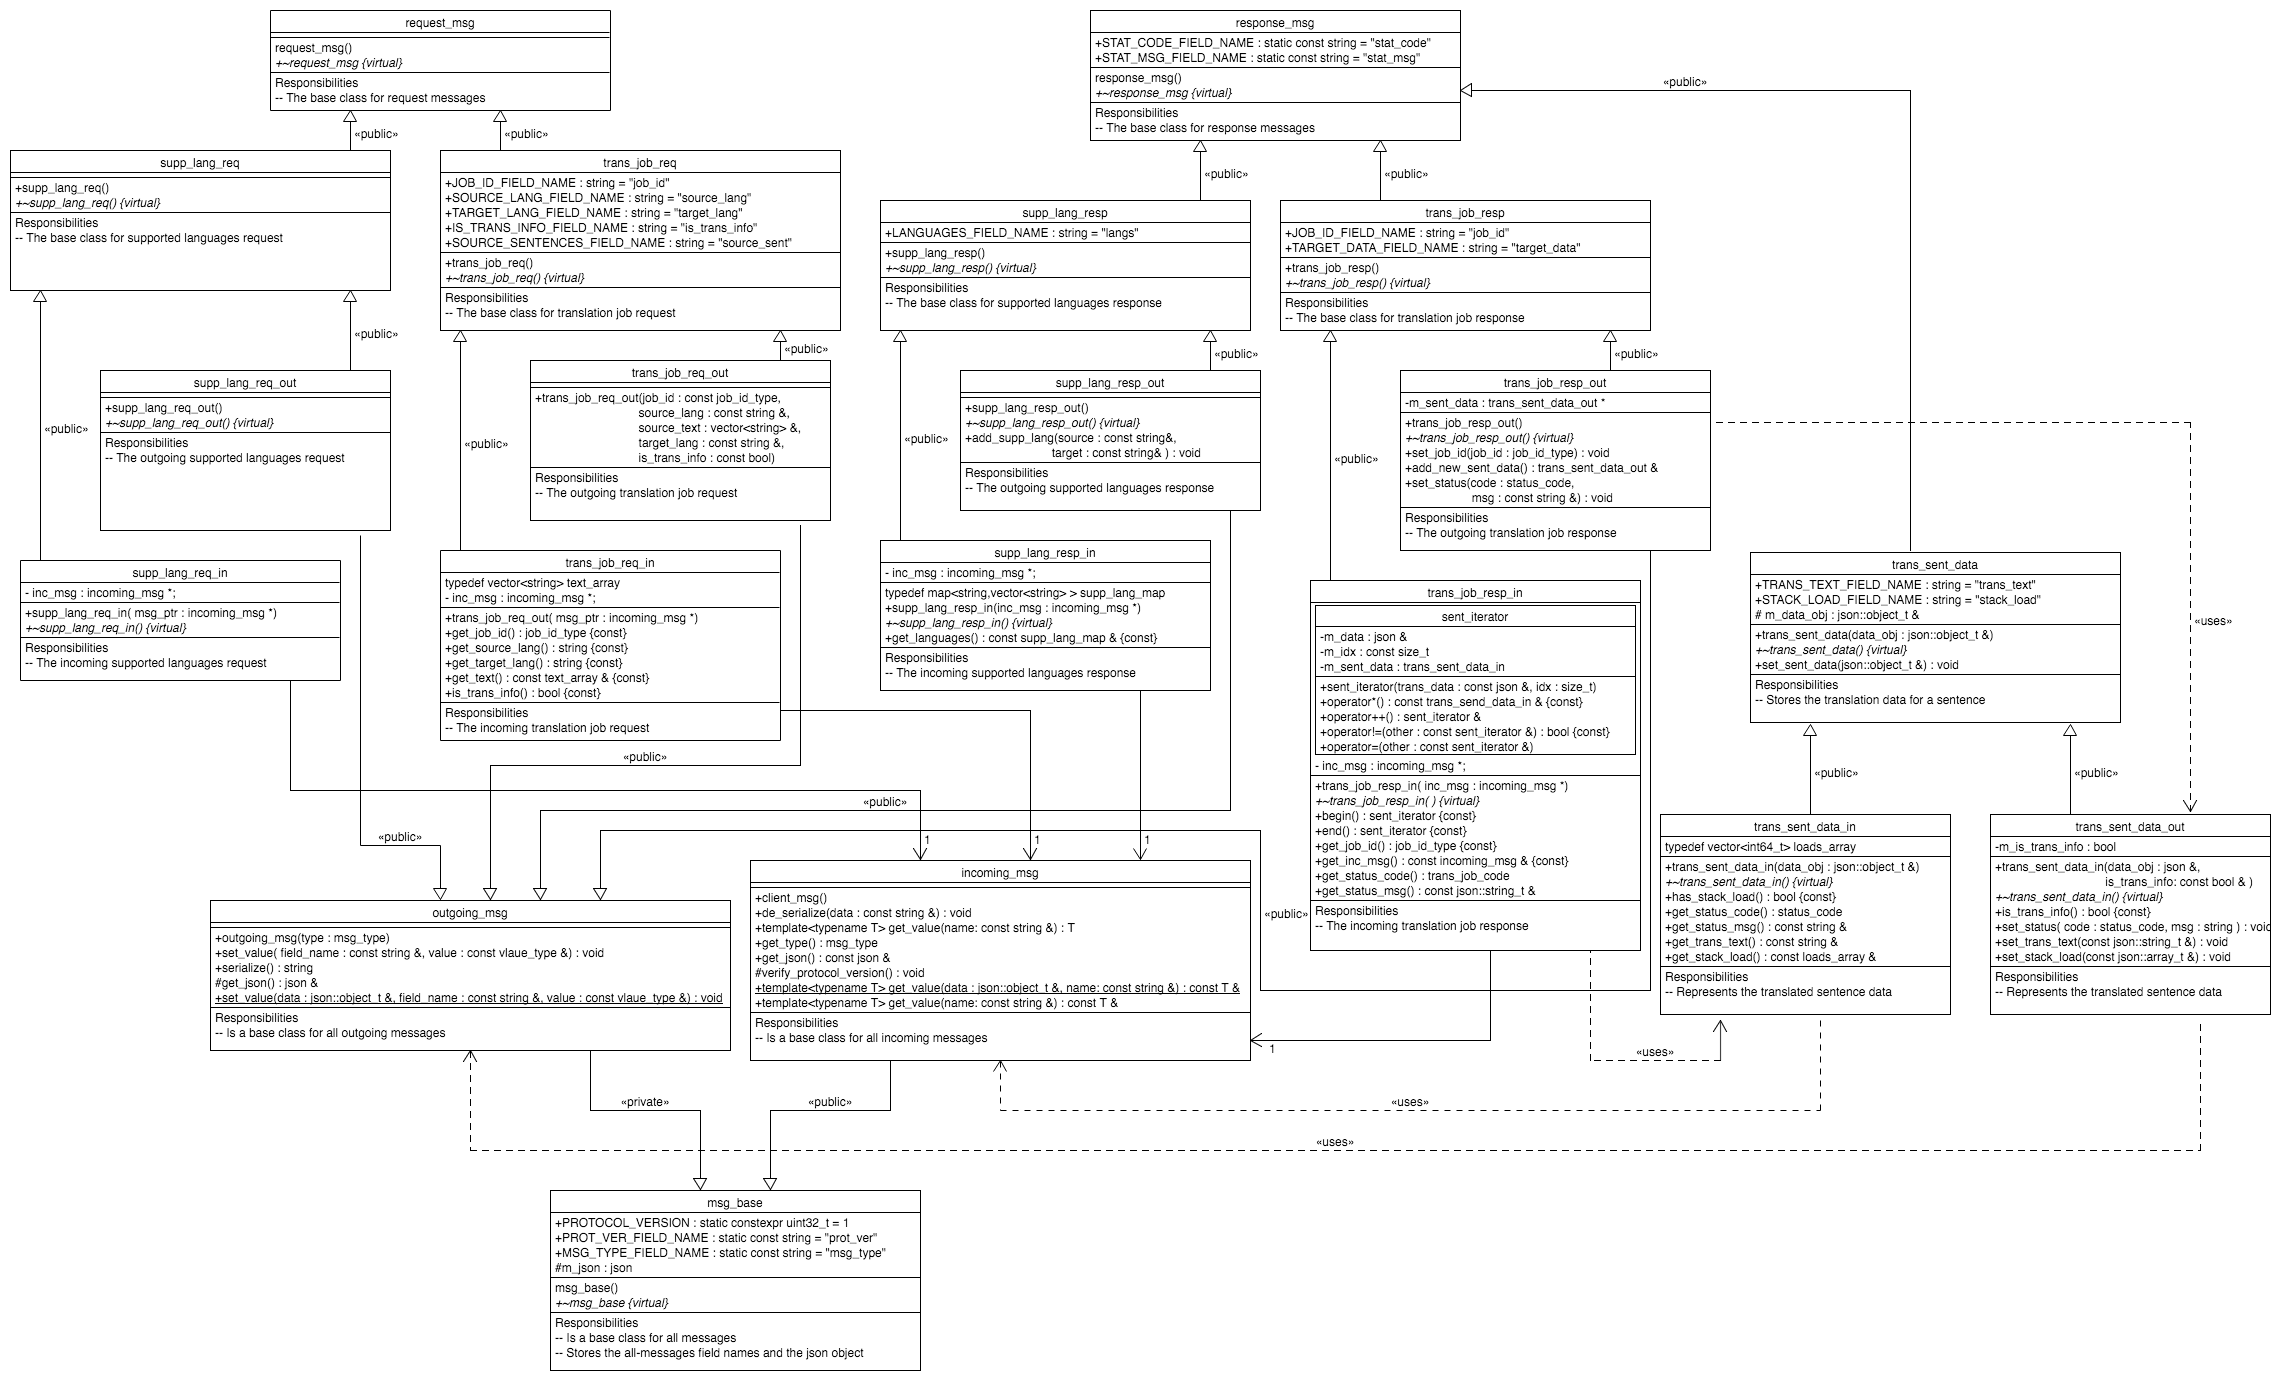 request_msg
request_msg()
+~request_msg {virtual}
Responsibilities
-- The base class for request messages
response_msg
+STAT_CODE_FIELD_NAME : static const string = "stat_code"
+STAT_MSG_FIELD_NAME : static const string = "stat_msg"
response_msg()
+~response_msg {virtual}
Responsibilities
-- The base class for response messages
«public»
«public»
«public»
«public»
«public»
supp_lang_req
+supp_lang_req()
+~supp_lang_req() {virtual}
Responsibilities
-- The base class for supported languages request
trans_job_req
+JOB_ID_FIELD_NAME : string = "job_id"
+SOURCE_LANG_FIELD_NAME : string = "source_lang"
+TARGET_LANG_FIELD_NAME : string = "target_lang"
+IS_TRANS_INFO_FIELD_NAME : string = "is_trans_info"
+SOURCE_SENTENCES_FIELD_NAME : string = "source_sent"
+trans_job_req()
+~trans_job_req() {virtual}
Responsibilities
-- The base class for translation job request
supp_lang_resp
+LANGUAGES_FIELD_NAME : string = "langs"
+supp_lang_resp()
+~supp_lang_resp() {virtual}
Responsibilities
-- The base class for supported languages response
trans_job_resp
+JOB_ID_FIELD_NAME : string = "job_id"
+TARGET_DATA_FIELD_NAME : string = "target_data"
+trans_job_resp()
+~trans_job_resp() {virtual}
Responsibilities
-- The base class for translation job response
«public»
«public»
«public»
«public»
supp_lang_req_out
+supp_lang_req_out()
+~supp_lang_req_out() {virtual}
Responsibilities
-- The outgoing supported languages request
trans_job_req_out
+trans_job_req_out(job_id : const job_id_type,
source_lang : const string &,
source_text : vector<string> &,
target_lang : const string &,
is_trans_info : const bool)
Responsibilities
-- The outgoing translation job request
supp_lang_resp_out
+supp_lang_resp_out()
+~supp_lang_resp_out() {virtual}
+add_supp_lang(source : const string&,
target : const string& ) : void
Responsibilities
-- The outgoing supported languages response
trans_job_resp_out
-m_sent_data : trans_sent_data_out *
+trans_job_resp_out()
+~trans_job_resp_out() {virtual}
+set_job_id(job_id : job_id_type) : void
+add_new_sent_data() : trans_sent_data_out &
+set_status(code : status_code,
msg : const string &) : void
Responsibilities
-- The outgoing translation job response
«public»
«public»
«public»
«public»
supp_lang_req_in
- inc_msg : incoming_msg *;
+supp_lang_req_in( msg_ptr : incoming_msg *)
+~supp_lang_req_in() {virtual}
Responsibilities
-- The incoming supported languages request
trans_job_req_in
typedef vector<string> text_array
- inc_msg : incoming_msg *;
+trans_job_req_out( msg_ptr : incoming_msg *)
+get_job_id() : job_id_type {const}
+get_source_lang() : string {const}
+get_target_lang() : string {const}
+get_text() : const text_array & {const}
+is_trans_info() : bool {const}
Responsibilities
-- The incoming translation job request
supp_lang_resp_in
- inc_msg : incoming_msg *;
typedef map<string,vector<string> > supp_lang_map
+supp_lang_resp_in(inc_msg : incoming_msg *)
+~supp_lang_resp_in() {virtual}
+get_languages() : const supp_lang_map & {const}
Responsibilities
-- The incoming supported languages response
trans_job_resp_in
sent_iterator
-m_data : json &
-m_idx : const size_t
-m_sent_data : trans_sent_data_in
+sent_iterator(trans_data : const json &, idx : size_t)
+operator*() : const trans_send_data_in & {const}
+operator++() : sent_iterator &
+operator!=(other : const sent_iterator &) : bool {const}
+operator=(other : const sent_iterator &)
- inc_msg : incoming_msg *;
+trans_job_resp_in( inc_msg : incoming_msg *)
+~trans_job_resp_in( ) {virtual}
+begin() : sent_iterator {const}
+end() : sent_iterator {const}
+get_job_id() : job_id_type {const}
+get_inc_msg() : const incoming_msg & {const}
+get_status_code() : trans_job_code
+get_status_msg() : const json::string_t &
Responsibilities
-- The incoming translation job response
trans_sent_data
+TRANS_TEXT_FIELD_NAME : string = "trans_text"
+STACK_LOAD_FIELD_NAME : string = "stack_load"
# m_data_obj : json::object_t &
+trans_sent_data(data_obj : json::object_t &)
+~trans_sent_data() {virtual}
+set_sent_data(json::object_t &) : void
Responsibilities
-- Stores the translation data for a sentence
«uses»
«public»
«public»
«public»
«public»
«public»
«public»
1
1
1
trans_sent_data_in
typedef vector<int64_t> loads_array
+trans_sent_data_in(data_obj : json::object_t &)
+~trans_sent_data_in() {virtual}
+has_stack_load() : bool {const}
+get_status_code() : status_code
+get_status_msg() : const string &
+get_trans_text() : const string &
+get_stack_load() : const loads_array &
Responsibilities
-- Represents the translated sentence data
trans_sent_data_out
-m_is_trans_info : bool
+trans_sent_data_in(data_obj : json &,
is_trans_info: const bool & )
+~trans_sent_data_in() {virtual}
+is_trans_info() : bool {const}
+set_status( code : status_code, msg : string ) : void
+set_trans_text(const json::string_t &) : void
+set_stack_load(const json::array_t &) : void
Responsibilities
-- Represents the translated sentence data
outgoing_msg
+outgoing_msg(type : msg_type)
+set_value( field_name : const string &, value : const vlaue_type &) : void
+serialize() : string
#get_json() : json &
+set_value(data : json::object_t &, field_name : const string &, value : const vlaue_type &) : void
Responsibilities
-- Is a base class for all outgoing messages
incoming_msg
+client_msg()
+de_serialize(data : const string &) : void
+template<typename T> get_value(name: const string &) : T
+get_type() : msg_type
+get_json() : const json &
#verify_protocol_version() : void
+template<typename T> get_value(data : json::object_t &, name: const string &) : const T &
+template<typename T> get_value(name: const string &) : const T &
Responsibilities
-- Is a base class for all incoming messages
«public»
1
«uses»
«private»
«public»
«uses»
«uses»
msg_base
+PROTOCOL_VERSION : static constexpr uint32_t = 1
+PROT_VER_FIELD_NAME : static const string = "prot_ver"
+MSG_TYPE_FIELD_NAME : static const string = "msg_type"
#m_json : json
msg_base()
+~msg_base {virtual}
Responsibilities
-- Is a base class for all messages
-- Stores the all-messages field names and the json object